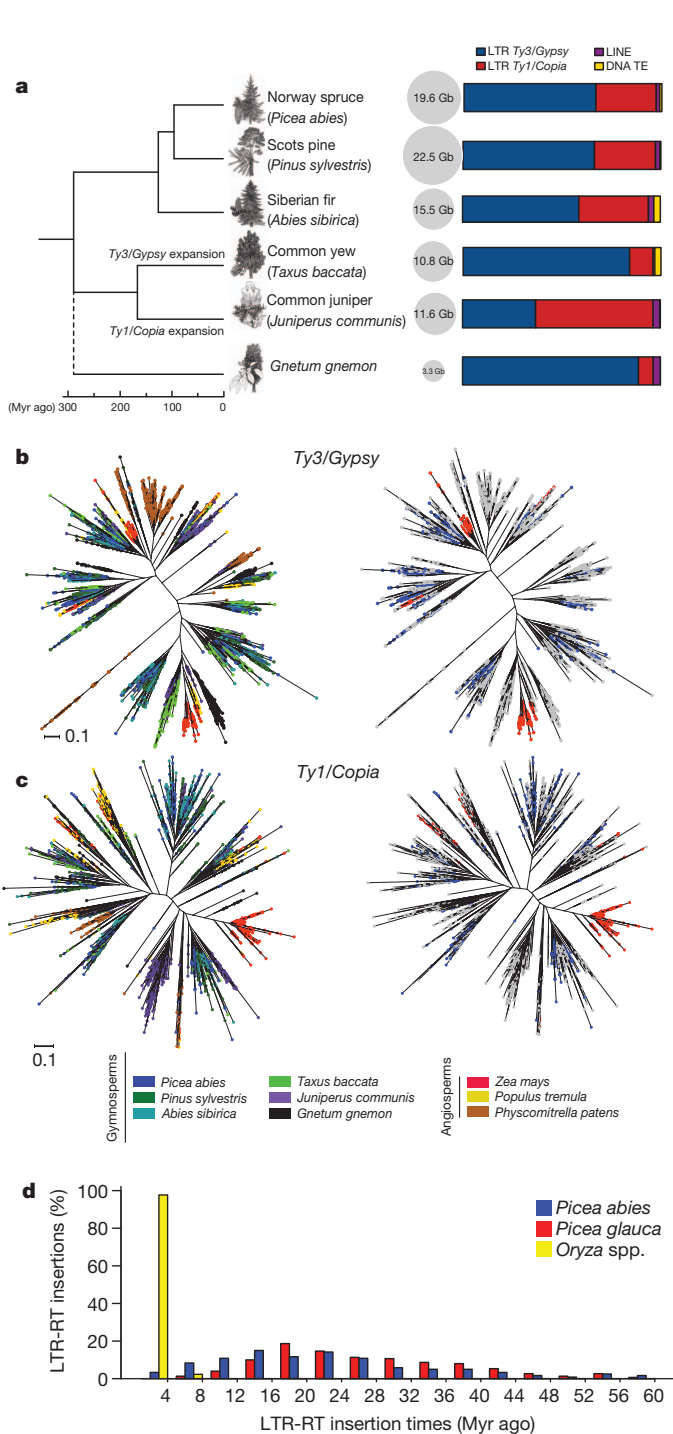 LTR Ty3/Gypsy
LINE
LTR Ty1/Copia
DNA TE
a
Norway spruce
(Picea abies)
19.6 Gb
Scots pine
(Pinus sylvestris)
22.5 Gb
Siberian fir
(Abies sibirica)
15.5 Gb
Ty3/Gypsy expansion
Common yew
(Taxus baccata)
10.8 Gb
Common juniper
(Juniperus communis)
11.6 Gb
Ty1/Copia expansion
Gnetum gnemon
3.3 Gb
(Myr ago) 300 200 100 0
b
Ty3/Gypsy
0.1
c
Ty1/Copia
0.1
Gymnosperms
Picea abies
Pinus sylvestris
Abies sibirica
Taxus baccata
Juniperus communis
Gnetum gnemon
Angiosperms
Zea mays
Populus tremula
Physcomitrella patens
d
LTR-RT insertions (%)
100
80
60
40
20
0
Picea abies
Picea glauca
Oryza spp.
4 8 12 16 20 24 28 32 36 40 44 48 52 56 60
LTR-RT insertion times (Myr ago)